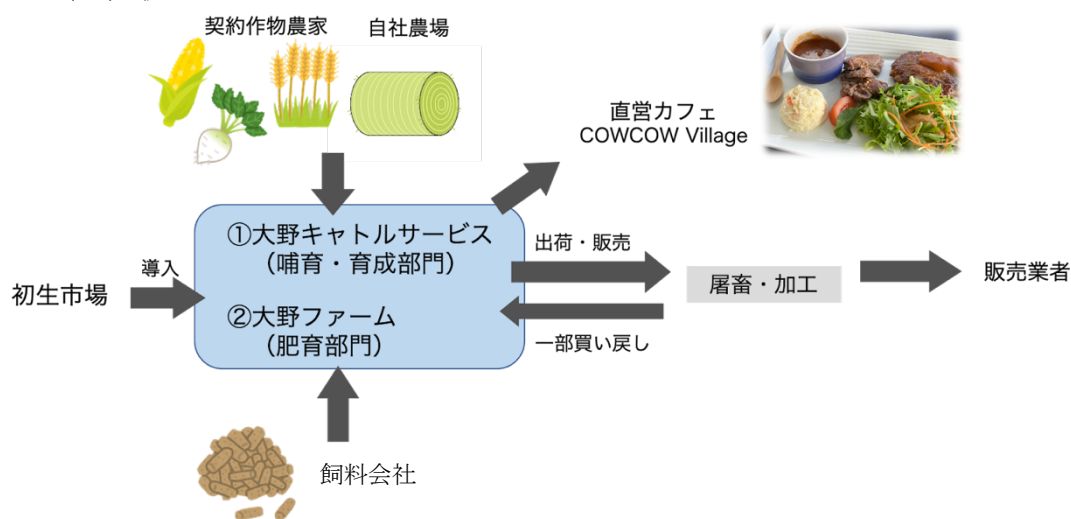 契約作物農家
自社農場
直営カフェ
COWCOW Village
①大野キャトルサービス
（哺育・育成部門）
②大野ファーム
（肥育部門）
導入
初生市場
出荷・販売
屠畜・加工
販売業者
一部買い戻し
飼料会社